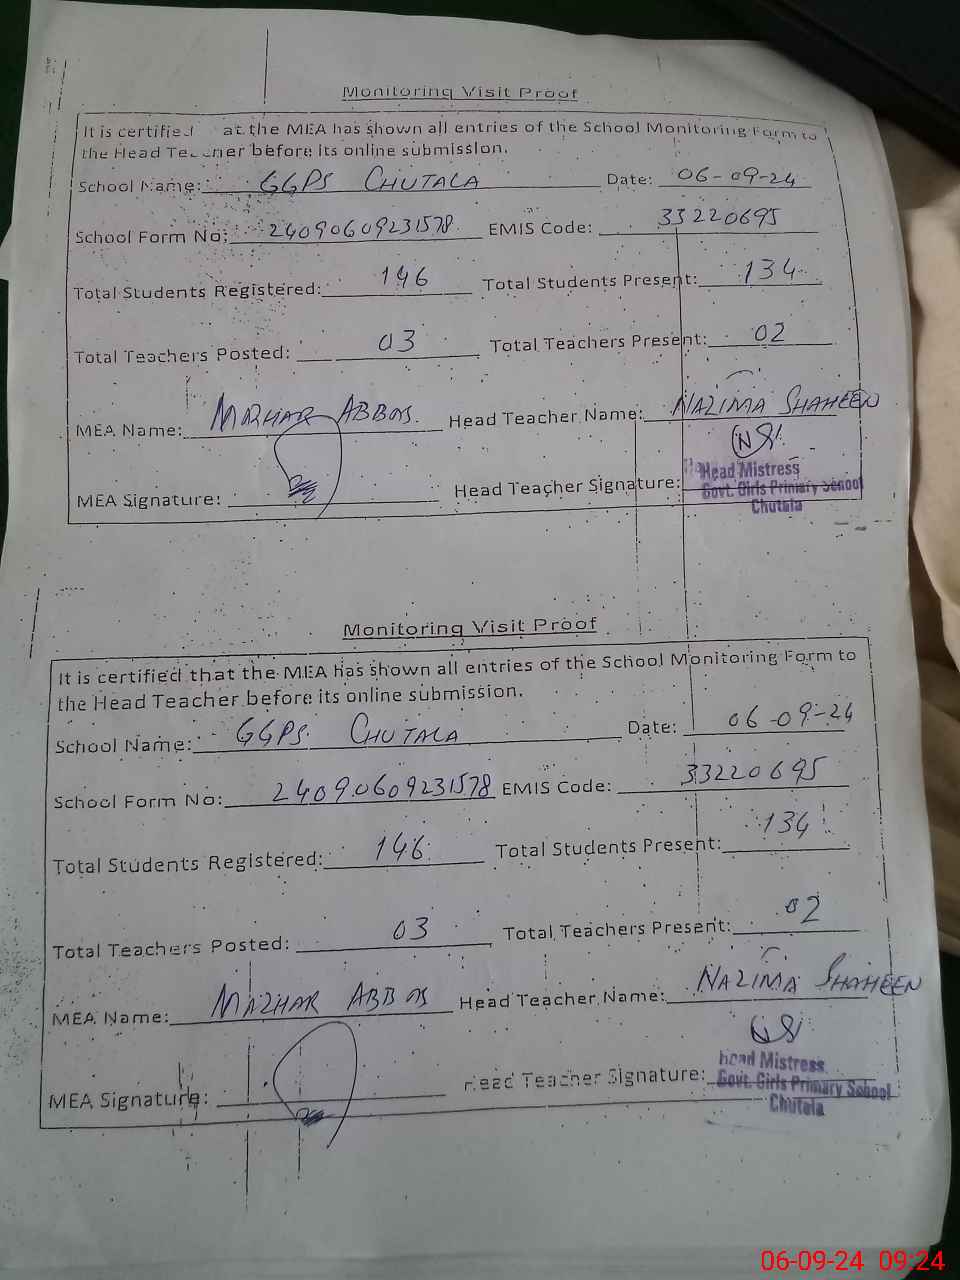 Monitoring Visit Proof
It is certified at the MEA has shown all entries of the School Monitoring Form to
the Head Teacher before its online submission.
School Name: GGPS CHUTALA Date: 06-09-24
School Form No: 24090609231578 EMIS Code: 33220695
Total Students Registered: 146 Total Students Present: 134
Total Teachers Posted: 03 Total Teachers Present: 02
MEA Name: MAZHAR ABBAS Head Teacher Name: NAZIMA SHAHEEN
MEA Signature: Head Teacher Signature:
Head Mistress
Govt. Girls Primary School
Chutala
Monitoring Visit Proof
It is certified that the MEA has shown all entries of the School Monitoring Form to
the Head Teacher before its online submission.
School Name: GGPS CHUTALA Date: 06-09-24
School Form No: 24090609231578 EMIS Code: 33220695
Total Students Registered: 146 Total Students Present: 134
Total Teachers Posted: 03 Total Teachers Present: 02
MEA Name: MAZHAR ABBAS Head Teacher Name: NAZIMA SHAHEEN
MEA Signature: Head Teacher Signature:
Head Mistress
Govt. Girls Primary School
Chutala
06-09-24 09:24